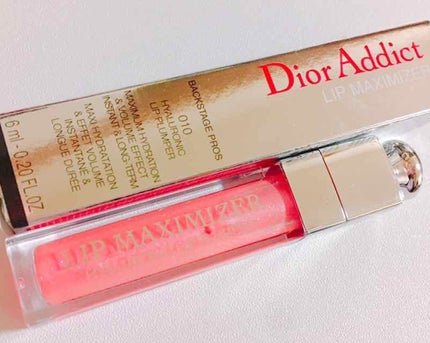 Dior Addict
LIP MAXIMIZER
BACKSTAGE PROS
010
HYALURONIC
LIP PLUMPER
MAXIMUM HYDRATION
& VOLUME EFFECT
INSTANT & LONG-TERM
MAXI HYDRATATION
& EFFET VOLUME
INSTANTANÉ &
LONGUE DURÉE
6 ml - 0.20 FL.OZ
LIP MAXIMIZER